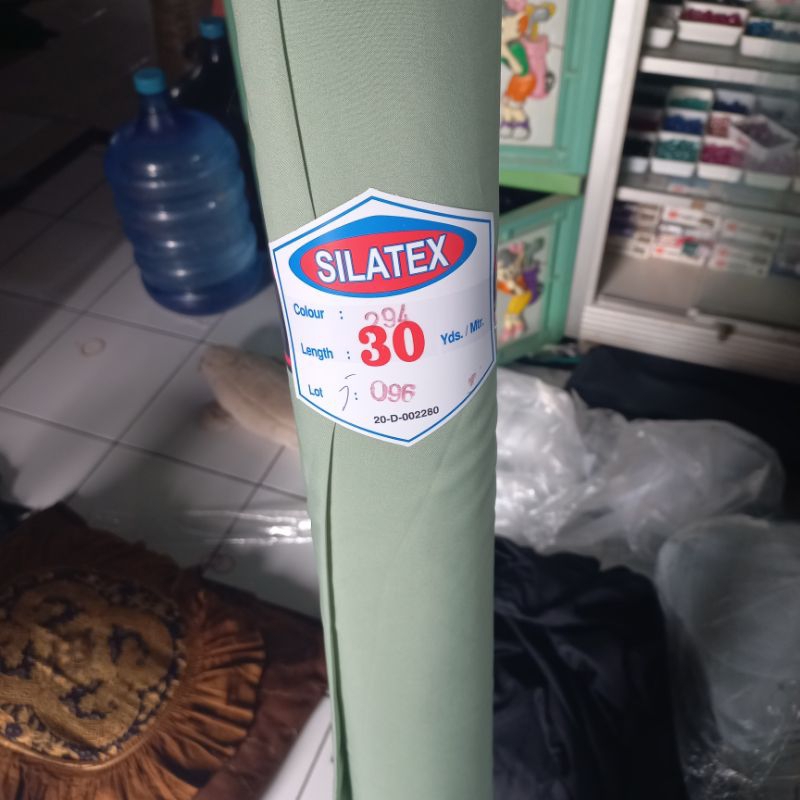 SILATEX
Colour : 294
Length : 30 Yds. / Mtr.
Lot : 096
20-D-002280